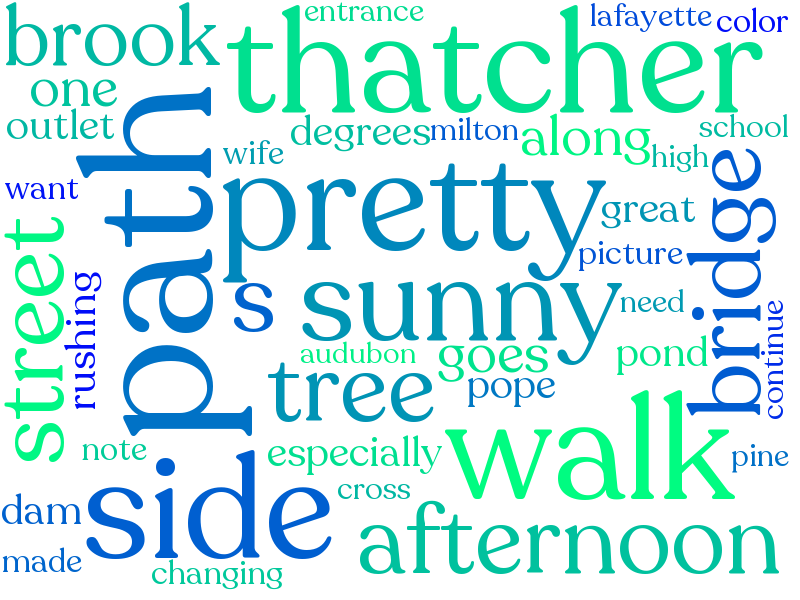 entrance
lafayette
color
brook
thatcher
one
outlet
degrees
milton
along
school
wife
high
want
path
pretty
great
bridge
street
picture
rushing
s
sunny
need
continue
audubon
goes
pond
tree
pope
note
especially
walk
pine
side
cross
dam
afternoon
made
changing